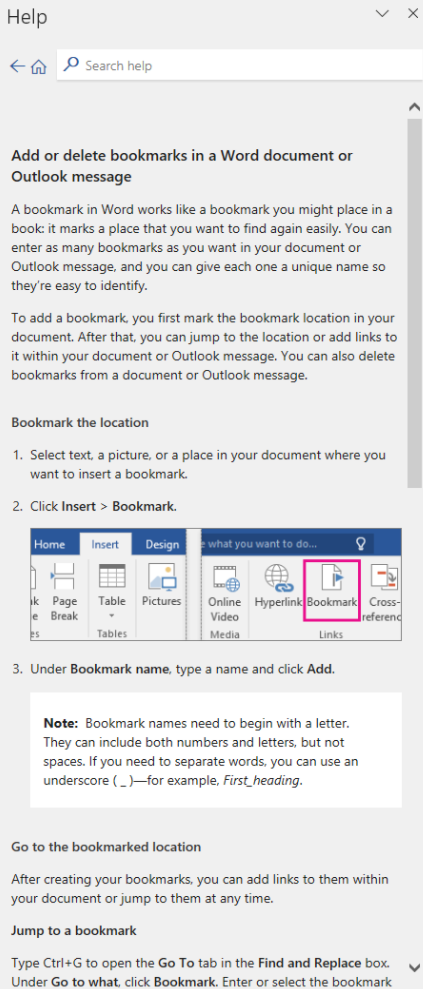 Help
Search help
Add or delete bookmarks in a Word document or
Outlook message
A bookmark in Word works like a bookmark you might place in a
book: it marks a place that you want to find again easily. You can
enter as many bookmarks as you want in your document or
Outlook message, and you can give each one a unique name so
they're easy to identify.
To add a bookmark, you first mark the bookmark location in your
document. After that, you can jump to the location or add links to
it within your document or Outlook message. You can also delete
bookmarks from a document or Outlook message.
Bookmark the location
1. Select text, a picture, or a place in your document where you
want to insert a bookmark.
2. Click Insert > Bookmark.
Home Insert Design e what you want to do...
Page Table Pictures Online Hyperlink Bookmark Cross-
Break Video referenc
Tables Media Links
3. Under Bookmark name, type a name and click Add.
Note: Bookmark names need to begin with a letter.
They can include both numbers and letters, but not
spaces. If you need to separate words, you can use an
underscore ( _ )—for example, First_heading.
Go to the bookmarked location
After creating your bookmarks, you can add links to them within
your document or jump to them at any time.
Jump to a bookmark
Type Ctrl+G to open the Go To tab in the Find and Replace box.
Under Go to what, click Bookmark. Enter or select the bookmark